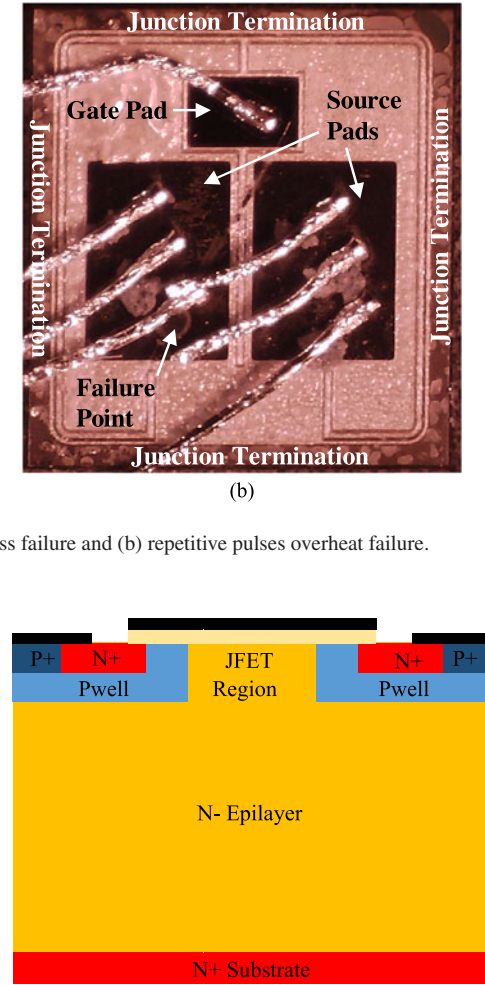 Junction Termination
Gate Pad
Source
Pads
Junction Termination
Junction Termination
Failure
Point
Junction Termination
(b)
ss failure and (b) repetitive pulses overheat failure.
P+
N+
JFET
Region
N+
P+
Pwell
Pwell
N- Epilayer
N+ Substrate